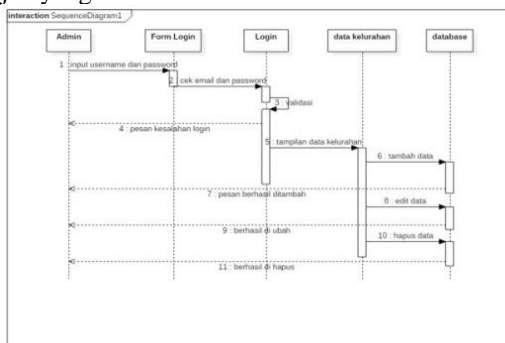 interaction SequenceDiagram1
Admin
Form Login
Login
data kelurahan
database
1 : input username dan password
2 : cek email dan password
3 : validasi
4 : pesan kesalahan login
5 : tampilan data kelurahan
6 : tambah data
7 : pesan berhasil ditambah
8 : edit data
9 : berhasil di ubah
10 : hapus data
11 : berhasil di hapus